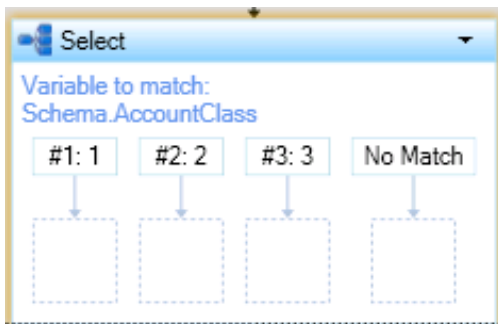 Select
Variable to match:
Schema.AccountClass
#1: 1 #2: 2 #3: 3 No Match